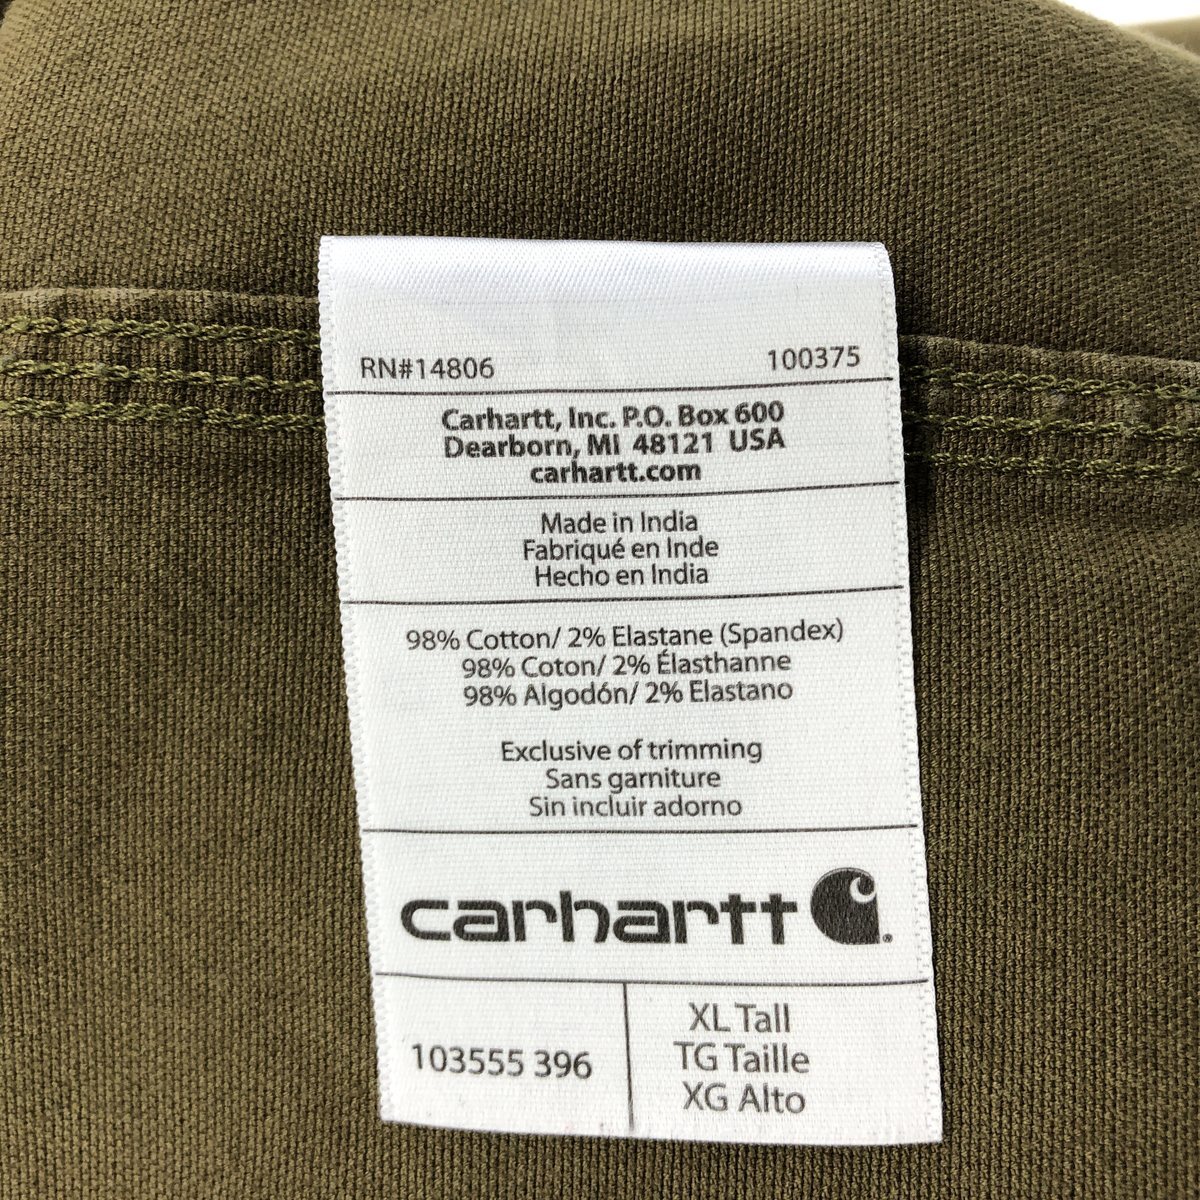 RN#14806 100375
Carhartt, Inc. P.O. Box 600
Dearborn, MI 48121 USA
carhartt.com
Made in India
Fabriqué en Inde
Hecho en India
98% Cotton/ 2% Elastane (Spandex)
98% Coton/ 2% Élasthanne
98% Algodón/ 2% Elastano
Exclusive of trimming
Sans garniture
Sin incluir adorno
carhartt
103555 396
XL Tall
TG Taille
XG Alto